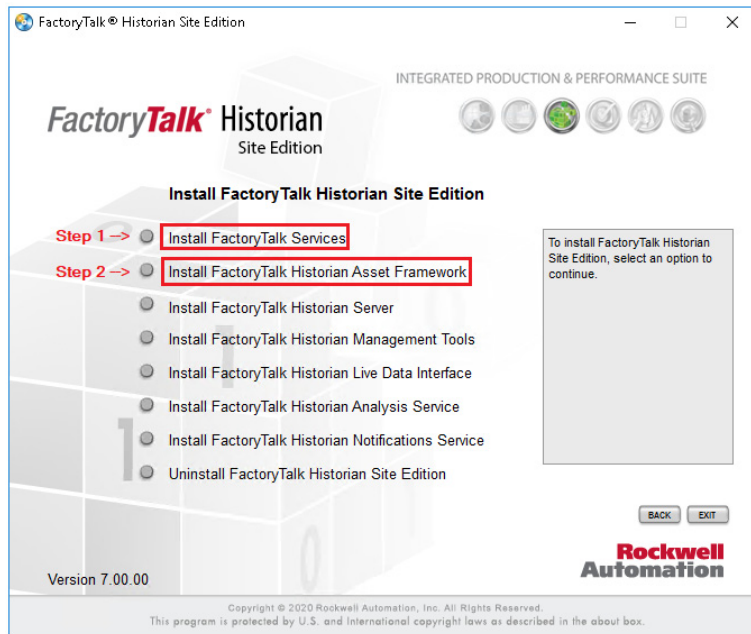 FactoryTalk® Historian Site Edition
INTEGRATED PRODUCTION & PERFORMANCE SUITE
FactoryTalk® Historian
Site Edition
Install FactoryTalk Historian Site Edition
Step 1 --> Install FactoryTalk Services
Step 2 --> Install FactoryTalk Historian Asset Framework
Install FactoryTalk Historian Server
Install FactoryTalk Historian Management Tools
Install FactoryTalk Historian Live Data Interface
Install FactoryTalk Historian Analysis Service
Install FactoryTalk Historian Notifications Service
Uninstall FactoryTalk Historian Site Edition
To install FactoryTalk Historian
Site Edition, select an option to
continue.
BACK EXIT
Rockwell
Automation
Version 7.00.00
Copyright © 2020 Rockwell Automation, Inc. All Rights Reserved.
This program is protected by U.S. and International copyright laws as described in the about box.